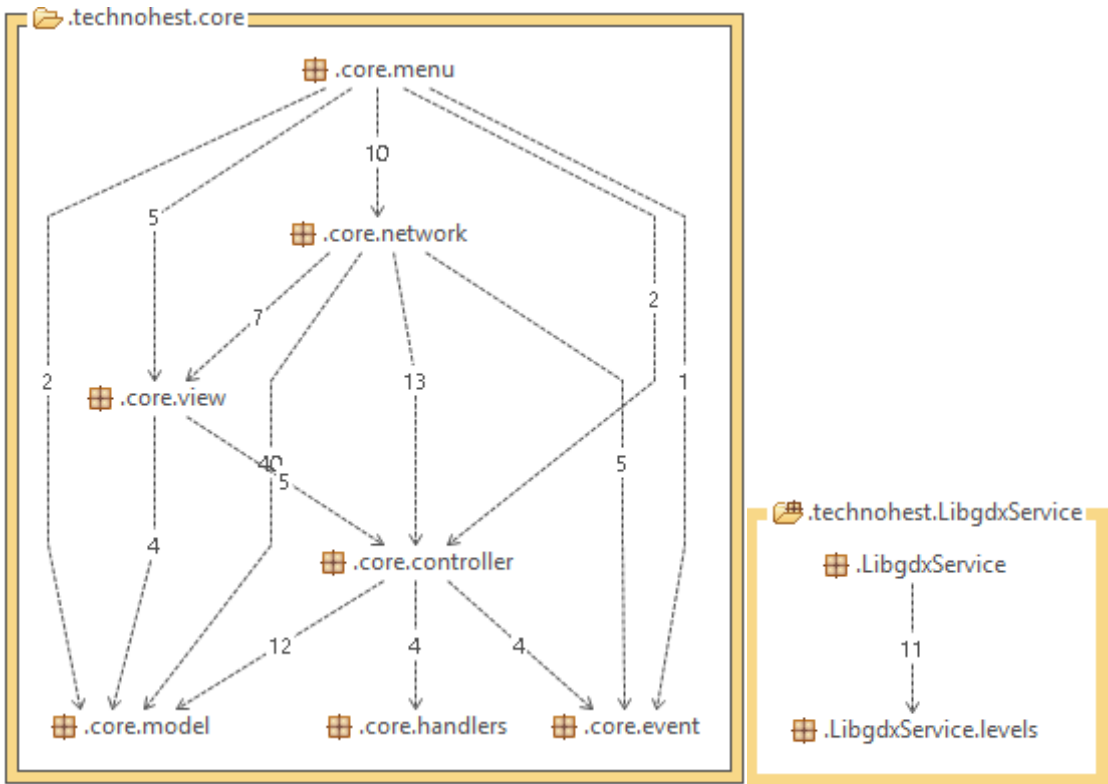 .technohest.core
.core.menu
10
5
.core.network
2
7
2
13
1
.core.view
40
5
5
4
.technohest.LibgdxService
.core.controller
.LibgdxService
12
4
4
11
.core.model
.core.handlers
.core.event
.LibgdxService.levels